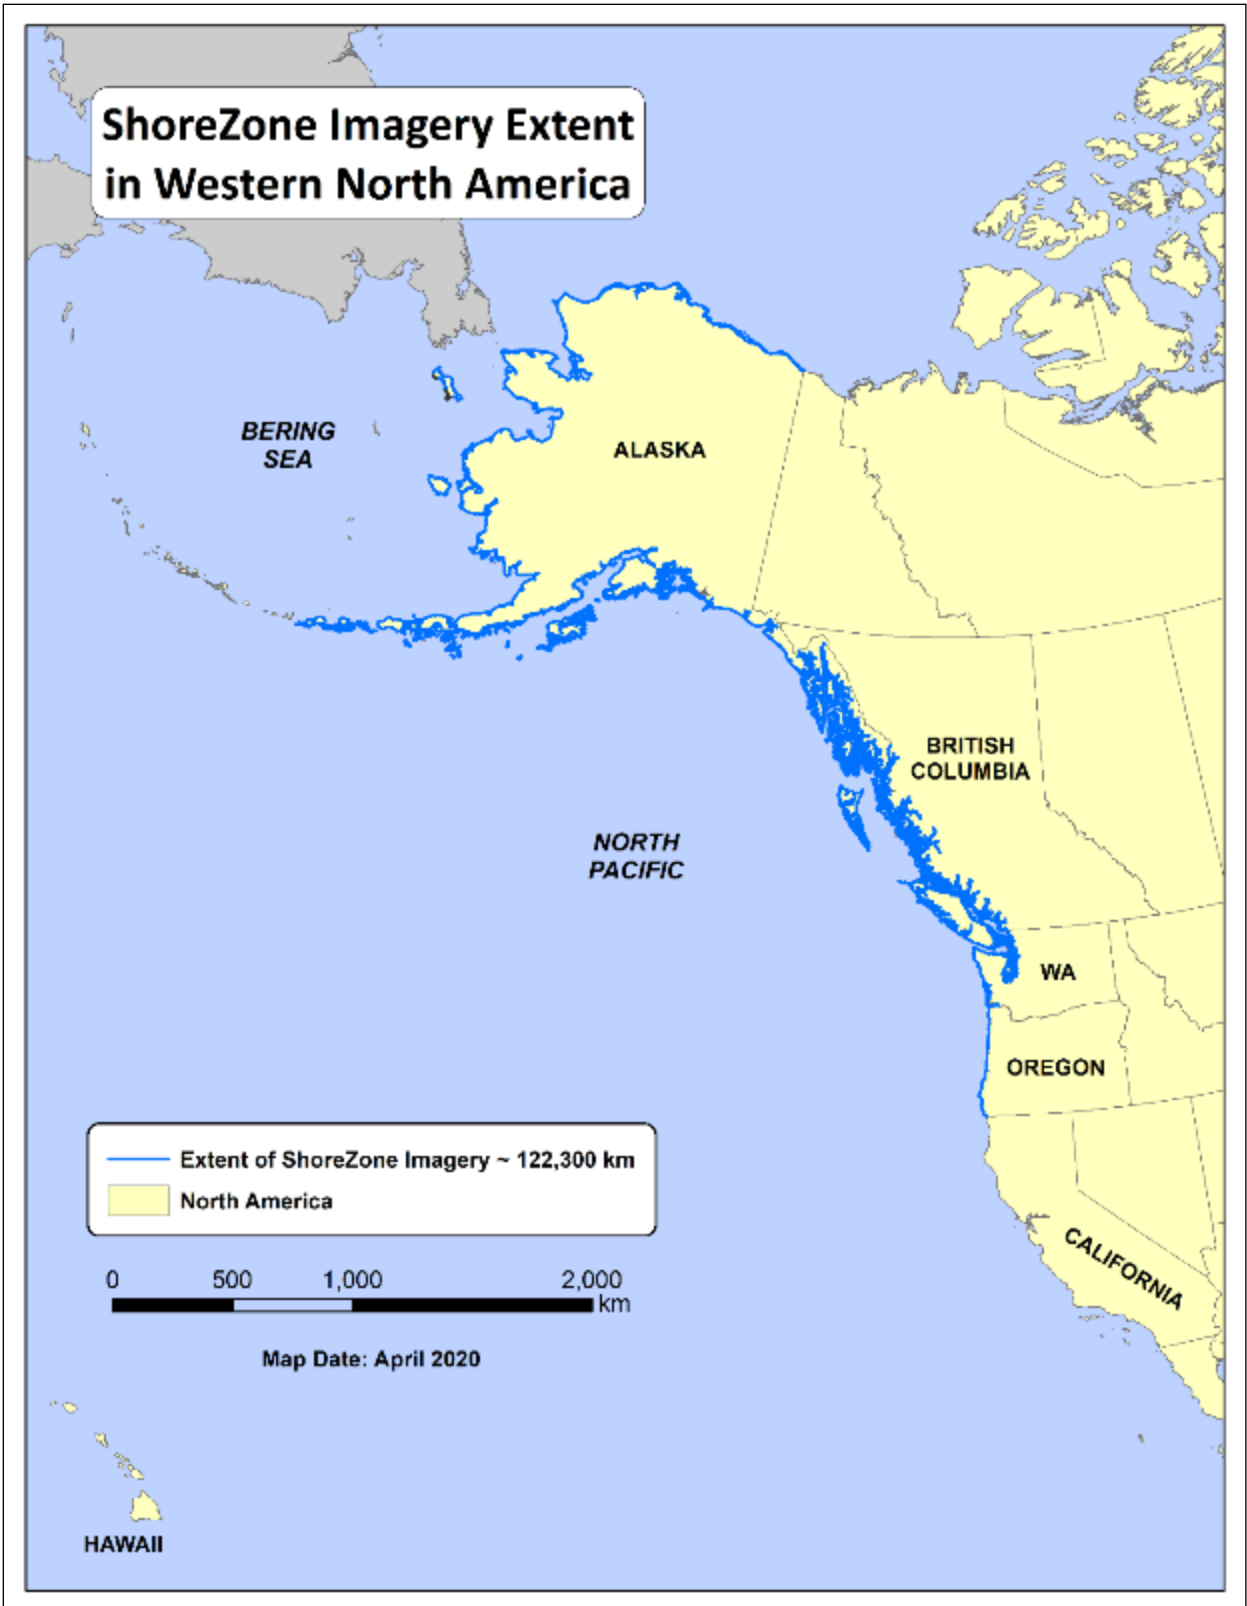 ShoreZone Imagery Extent
in Western North America
BERING
SEA
ALASKA
BRITISH
COLUMBIA
NORTH
PACIFIC
WA
OREGON
CALIFORNIA
Extent of ShoreZone Imagery ~ 122,300 km
North America
0 500 1,000 2,000
km
Map Date: April 2020
HAWAII